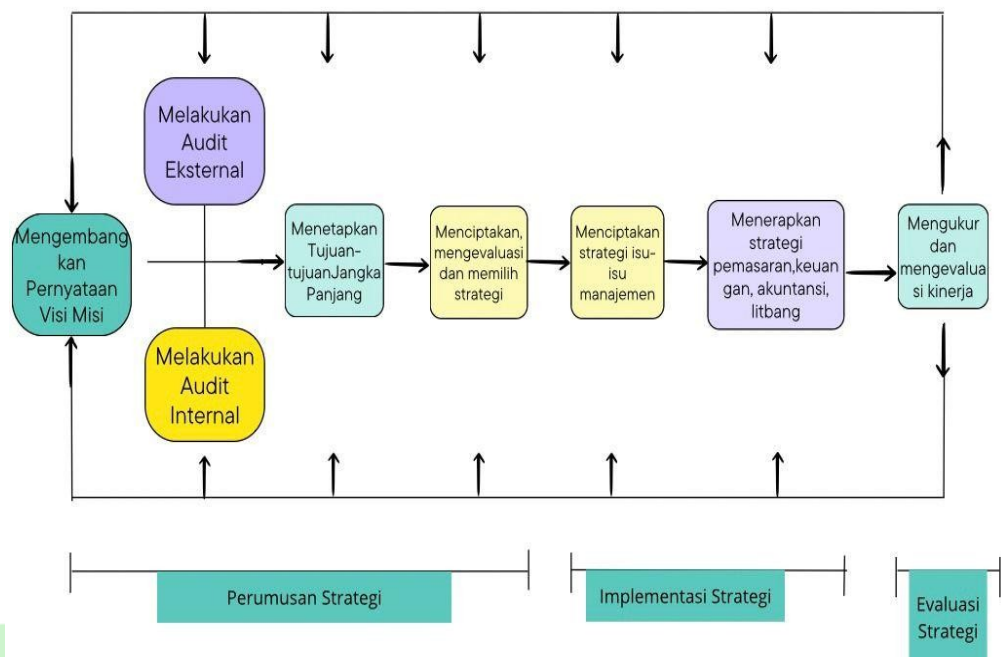 Melakukan
Audit
Eksternal
Mengembang
kan
Pernyataan
Visi Misi
Melakukan
Audit
Internal
Menetapkan
Tujuan-
tujuanJangka
Panjang
Menciptakan,
mengevaluasi
dan memilih
strategi
Menciptakan
strategi isu-
isu
manajemen
Menerapkan
strategi
pemasaran,keuan
gan, akuntansi,
litbang
Mengukur
dan
mengevalua
si kinerja
Perumusan Strategi
Implementasi Strategi
Evaluasi
Strategi